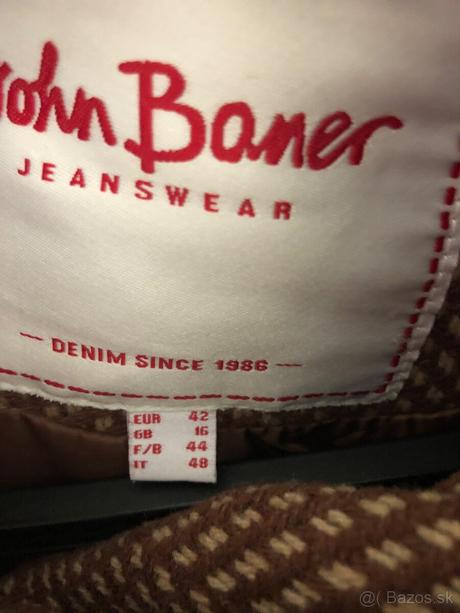 John Baner
JEANSWEAR
— DENIM SINCE 1986 —
EUR 42
GB 16
F/B 44
IT 48
@( Bazos.sk